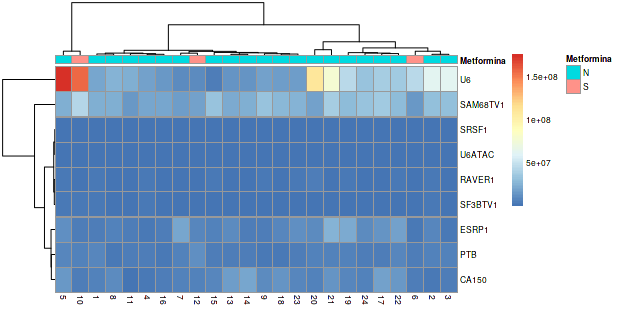 Metformina
Metformina
N
S
U6
SAM68TV1
SRSF1
U6ATAC
RAVER1
SF3BTV1
ESRP1
PTB
CA150
1.5e+08
1e+08
5e+07
5 10 1 8 11 4 16 7 12 15 13 14 9 18 23 20 21 19 24 17 22 6 2 3